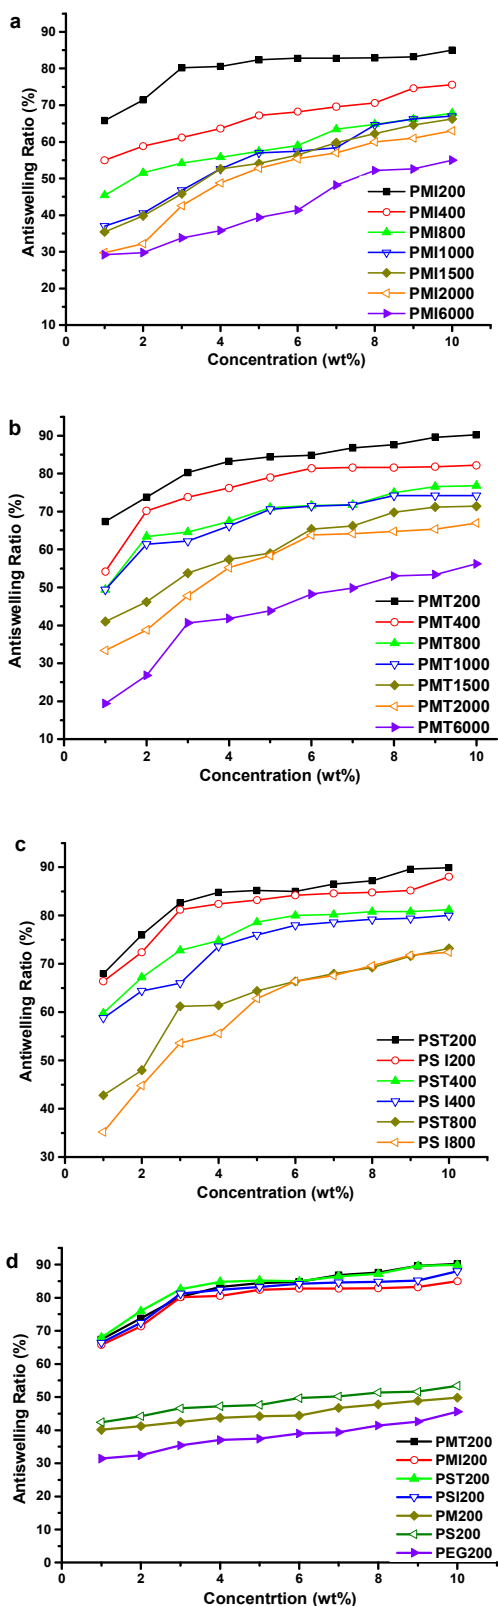 a
90
80
70
60
50
40
30
20
10
Antiswelling Ratio (%)
PMI200
PMI400
PMI800
PMI1000
PMI1500
PMI2000
PMI6000
0 2 4 6 8 10
Concentration (wt%)
b
90
80
70
60
50
40
30
20
10
Antiswelling Ratio (%)
PMT200
PMT400
PMT800
PMT1000
PMT1500
PMT2000
PMT6000
0 2 4 6 8 10
Concentration (wt%)
c
90
80
70
60
50
40
30
Antiwelling Ratio (%)
PST200
PS I200
PST400
PS I400
PST800
PS I800
0 2 4 6 8 10
Concentration (wt%)
d
90
80
70
60
50
40
30
20
10
0
Antiswelling Ratio (%)
PMT200
PMI200
PST200
PSI200
PM200
PS200
PEG200
0 2 4 6 8 10
Concentrtion (wt%)